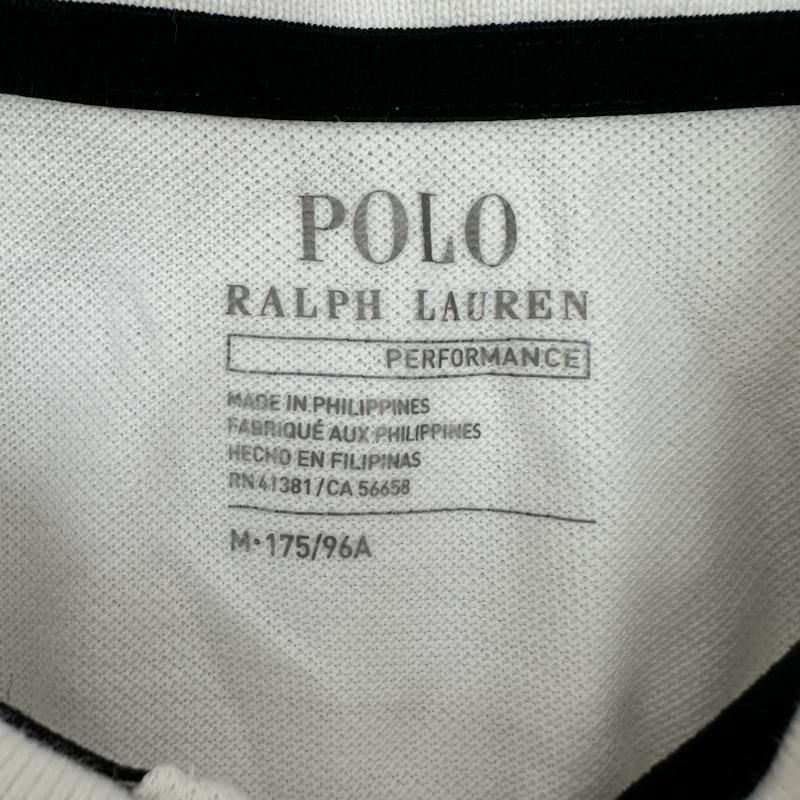 POLO
RALPH LAUREN
PERFORMANCE
MADE IN PHILIPPINES
FABRIQUÉ AUX PHILIPPINES
HECHO EN FILIPINAS
RN 41381/CA 56658
M•175/96A